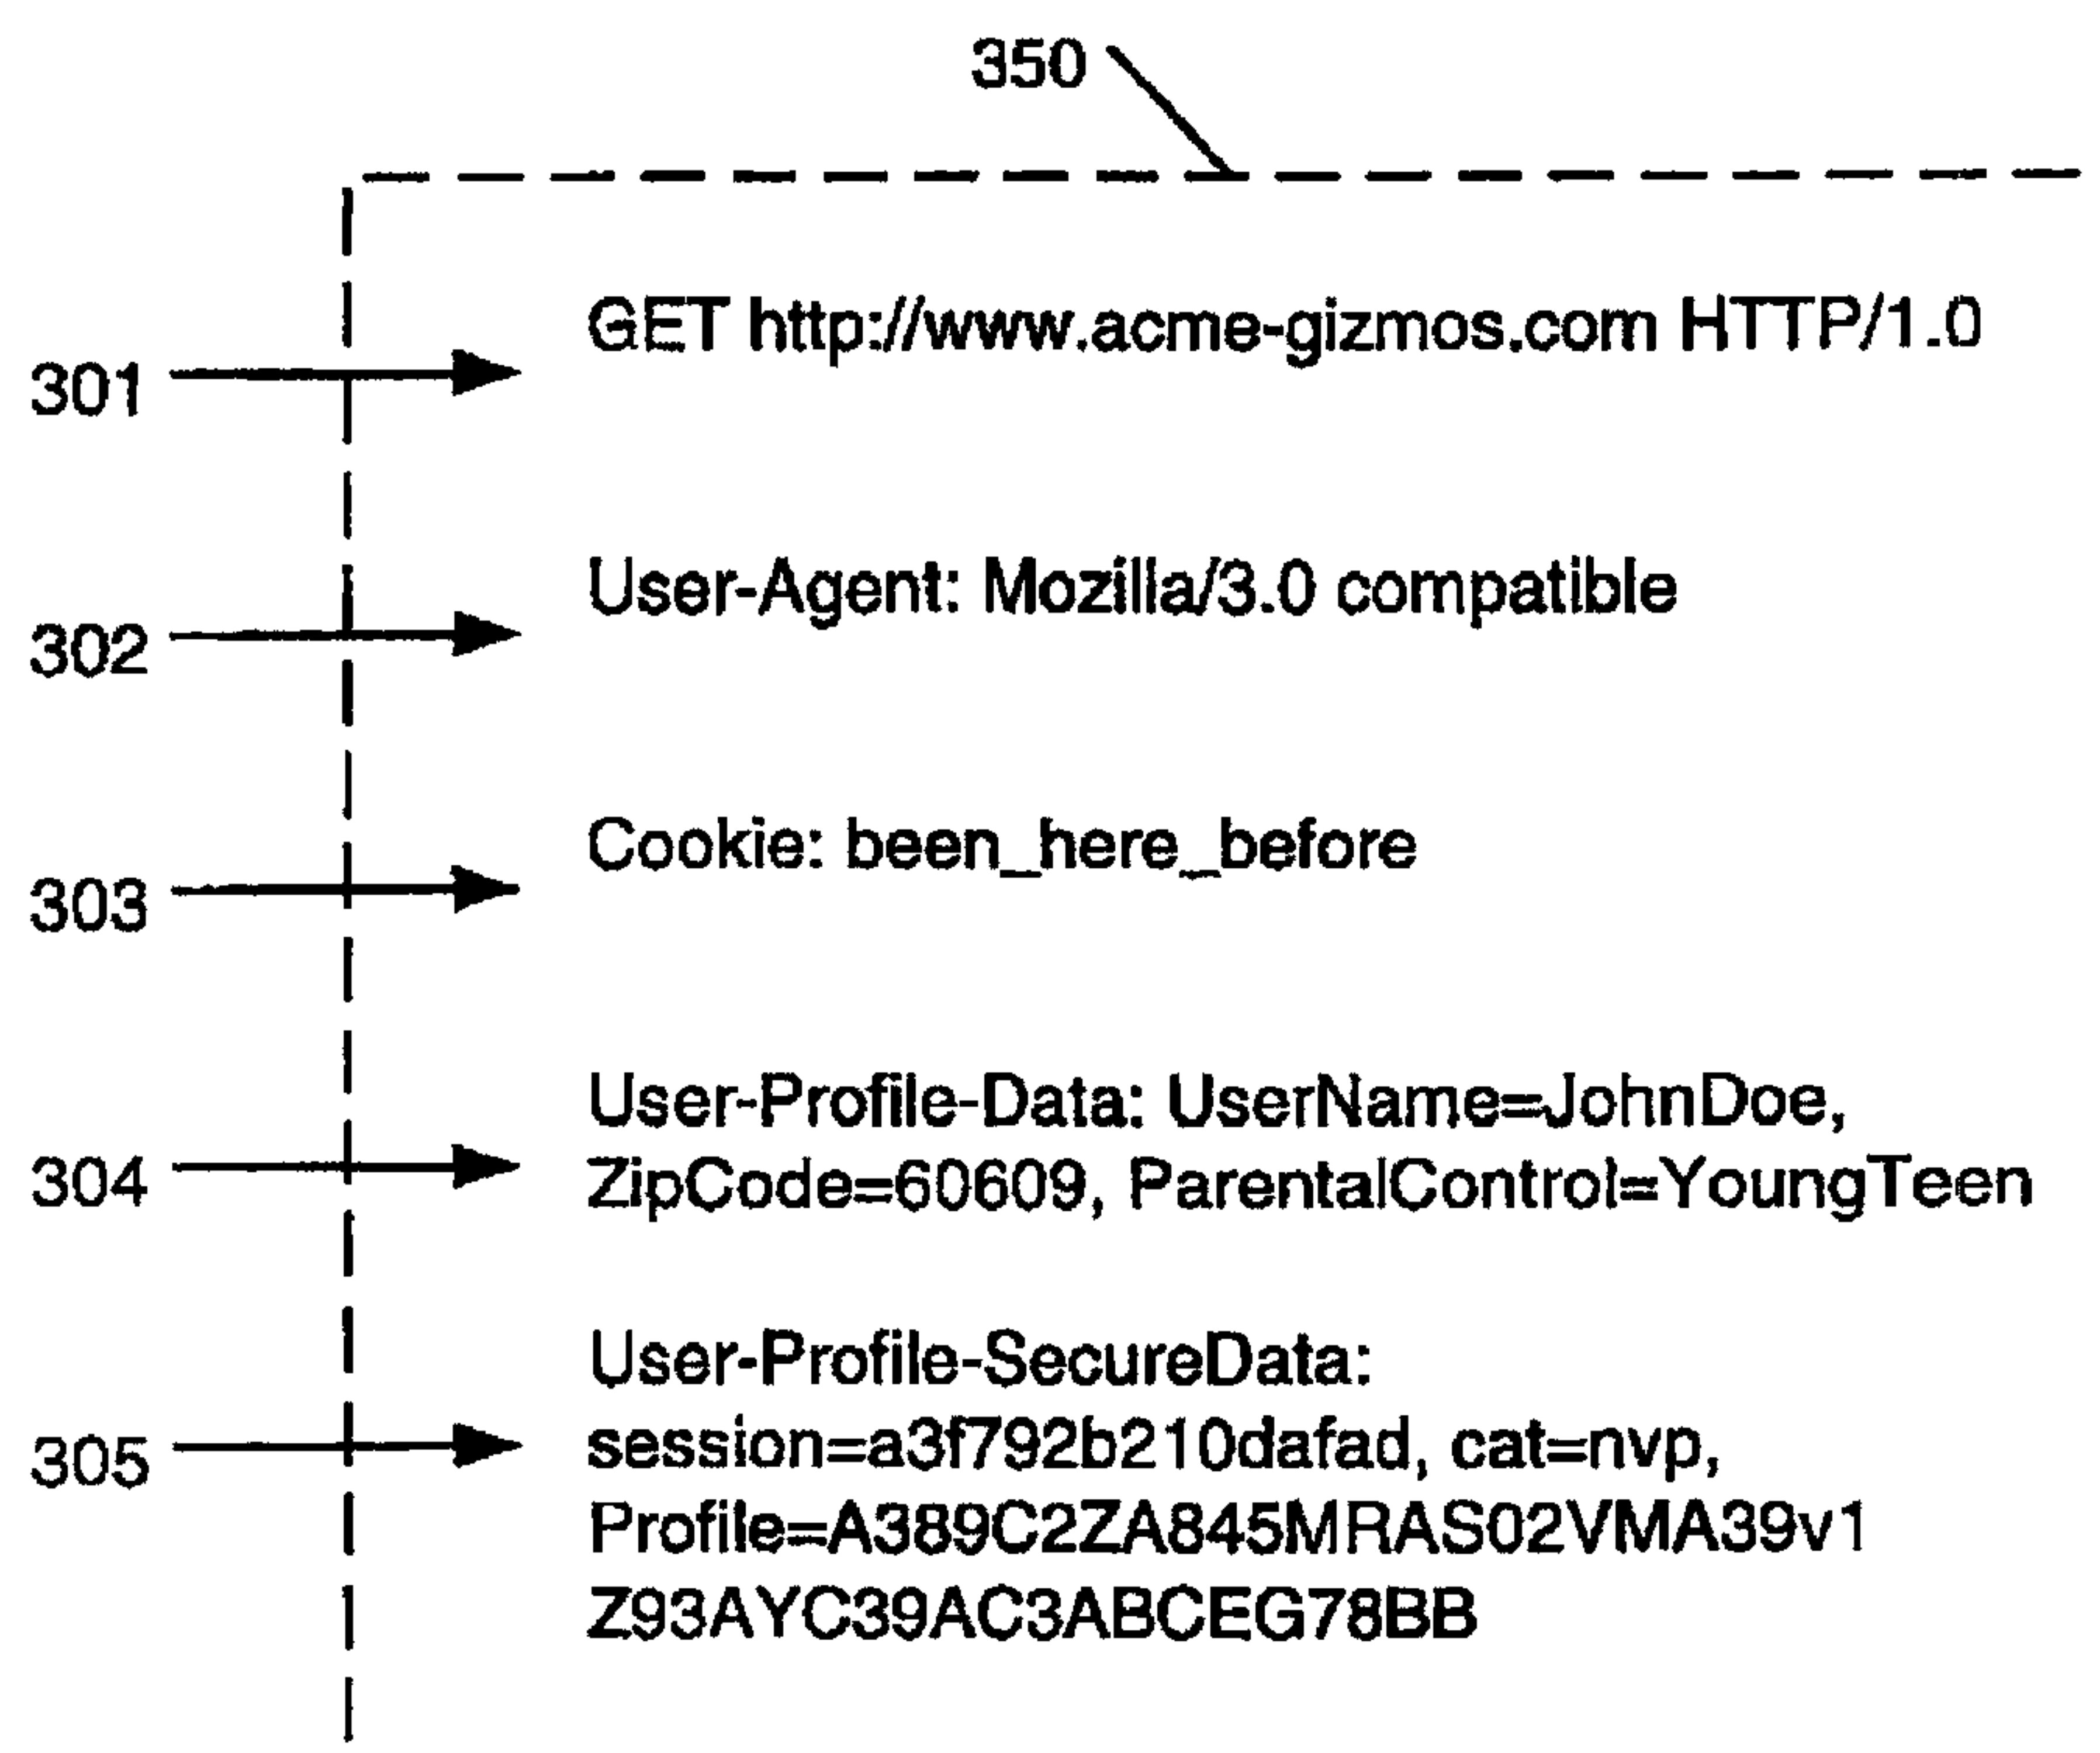 350
GET http://www.acme-gizmos.com HTTP/1.0
301
User-Agent: Mozilla/3.0 compatible
302
Cookie: been_here_before
303
User-Profile-Data: UserName=JohnDoe,
ZipCode=60609, ParentalControl=YoungTeen
304
User-Profile-SecureData:
session=a3f792b210dafad, cat=nvp,
305
Profile=A389C2ZA845MRAS02VMA39v1
Z93AYC39AC3ABCEG78BB